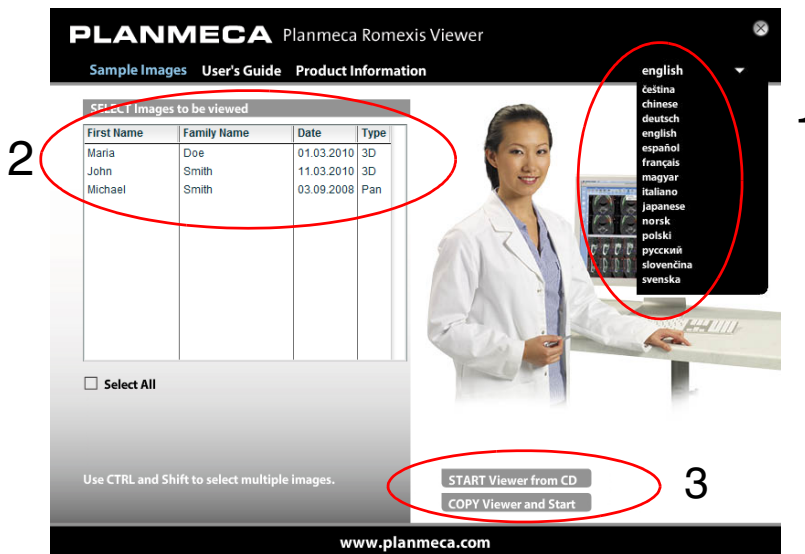 PLANMECA Planmeca Romexis Viewer
Sample Images User's Guide Product Information
english
čeština
chinese
deutsch
english
español
français
magyar
italiano
japanese
norsk
polski
русский
slovenčina
svenska
2
SELECT Images to be viewed
First Name Family Name Date Type
Maria Doe 01.03.2010 3D
John Smith 11.03.2010 3D
Michael Smith 03.09.2008 Pan
Select All
Use CTRL and Shift to select multiple images.
START Viewer from CD
COPY Viewer and Start
3
www.planmeca.com